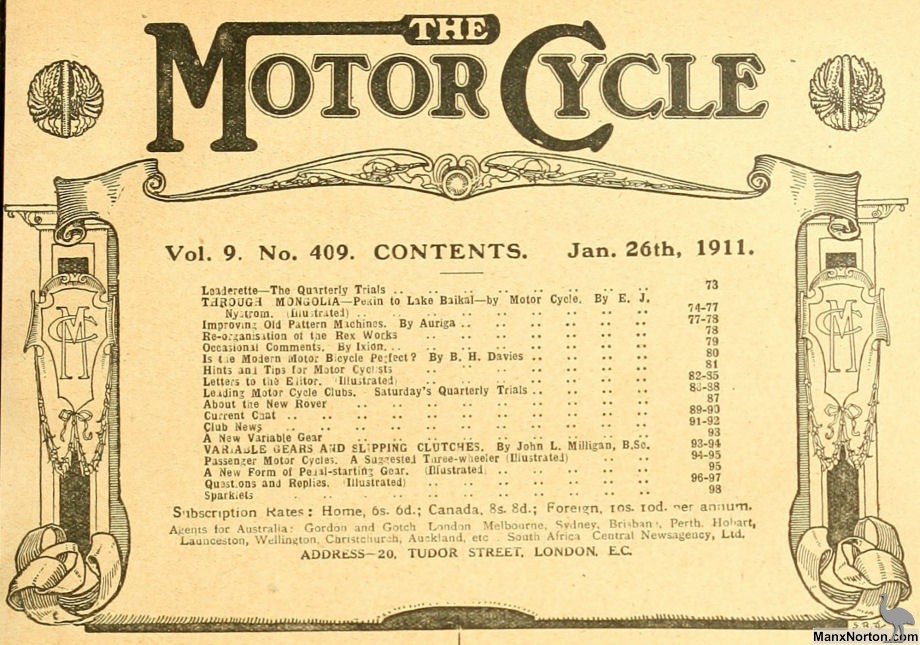 THE
MOTOR CYCLE
Vol. 9. No. 409. CONTENTS. Jan. 26th, 1911.
Leaderette—The Quarterly Trials .. 73
THROUGH MONGOLIA—Pekin to Lake Baikal—by Motor Cycle. By E. J.
Nystrom. (Illustrated) .. 74-77
Improving Old Pattern Machines. By Auriga .. 77-78
Re-organisation of the Rex Works 78
Occasional Comments. By Ixion. .. 79
Is the Modern Motor Bicycle Perfect? By B. H. Davies .. 80
Hints and Tips for Motor Cyclists 81
Letters to the Editor. (Illustrated) 82-85
Leading Motor Cycle Clubs. - Saturday's Quarterly Trials .. 86-88
About the New Rover 87
Current Chat .. 89-90
Club News 91-92
A New Variable Gear 93
VARIABLE GEARS AND SLIPPING CLUTCHES. By John L. Milligan, B.Sc. 93-94
Passenger Motor Cycles. A Suggested Three-wheeler (Illustrated) 94-95
A New Form of Pedal-starting Gear. (Illustrated) 95
Questions and Replies. (Illustrated) 96-97
Sparklets 98
Subscription Rates: Home, 6s. 6d.; Canada, 8s. 8d.; Foreign, 10s. 10d. per annum.
Agents for Australia: Gordon and Gotch London Melbourne, Sydney, Brisbane, Perth, Hobart,
Launceston, Wellington, Christchurch, Auckland, etc. South Africa Central Newsagency, Ltd.
ADDRESS—20, TUDOR STREET, LONDON, E.C.
ManxNorton.com